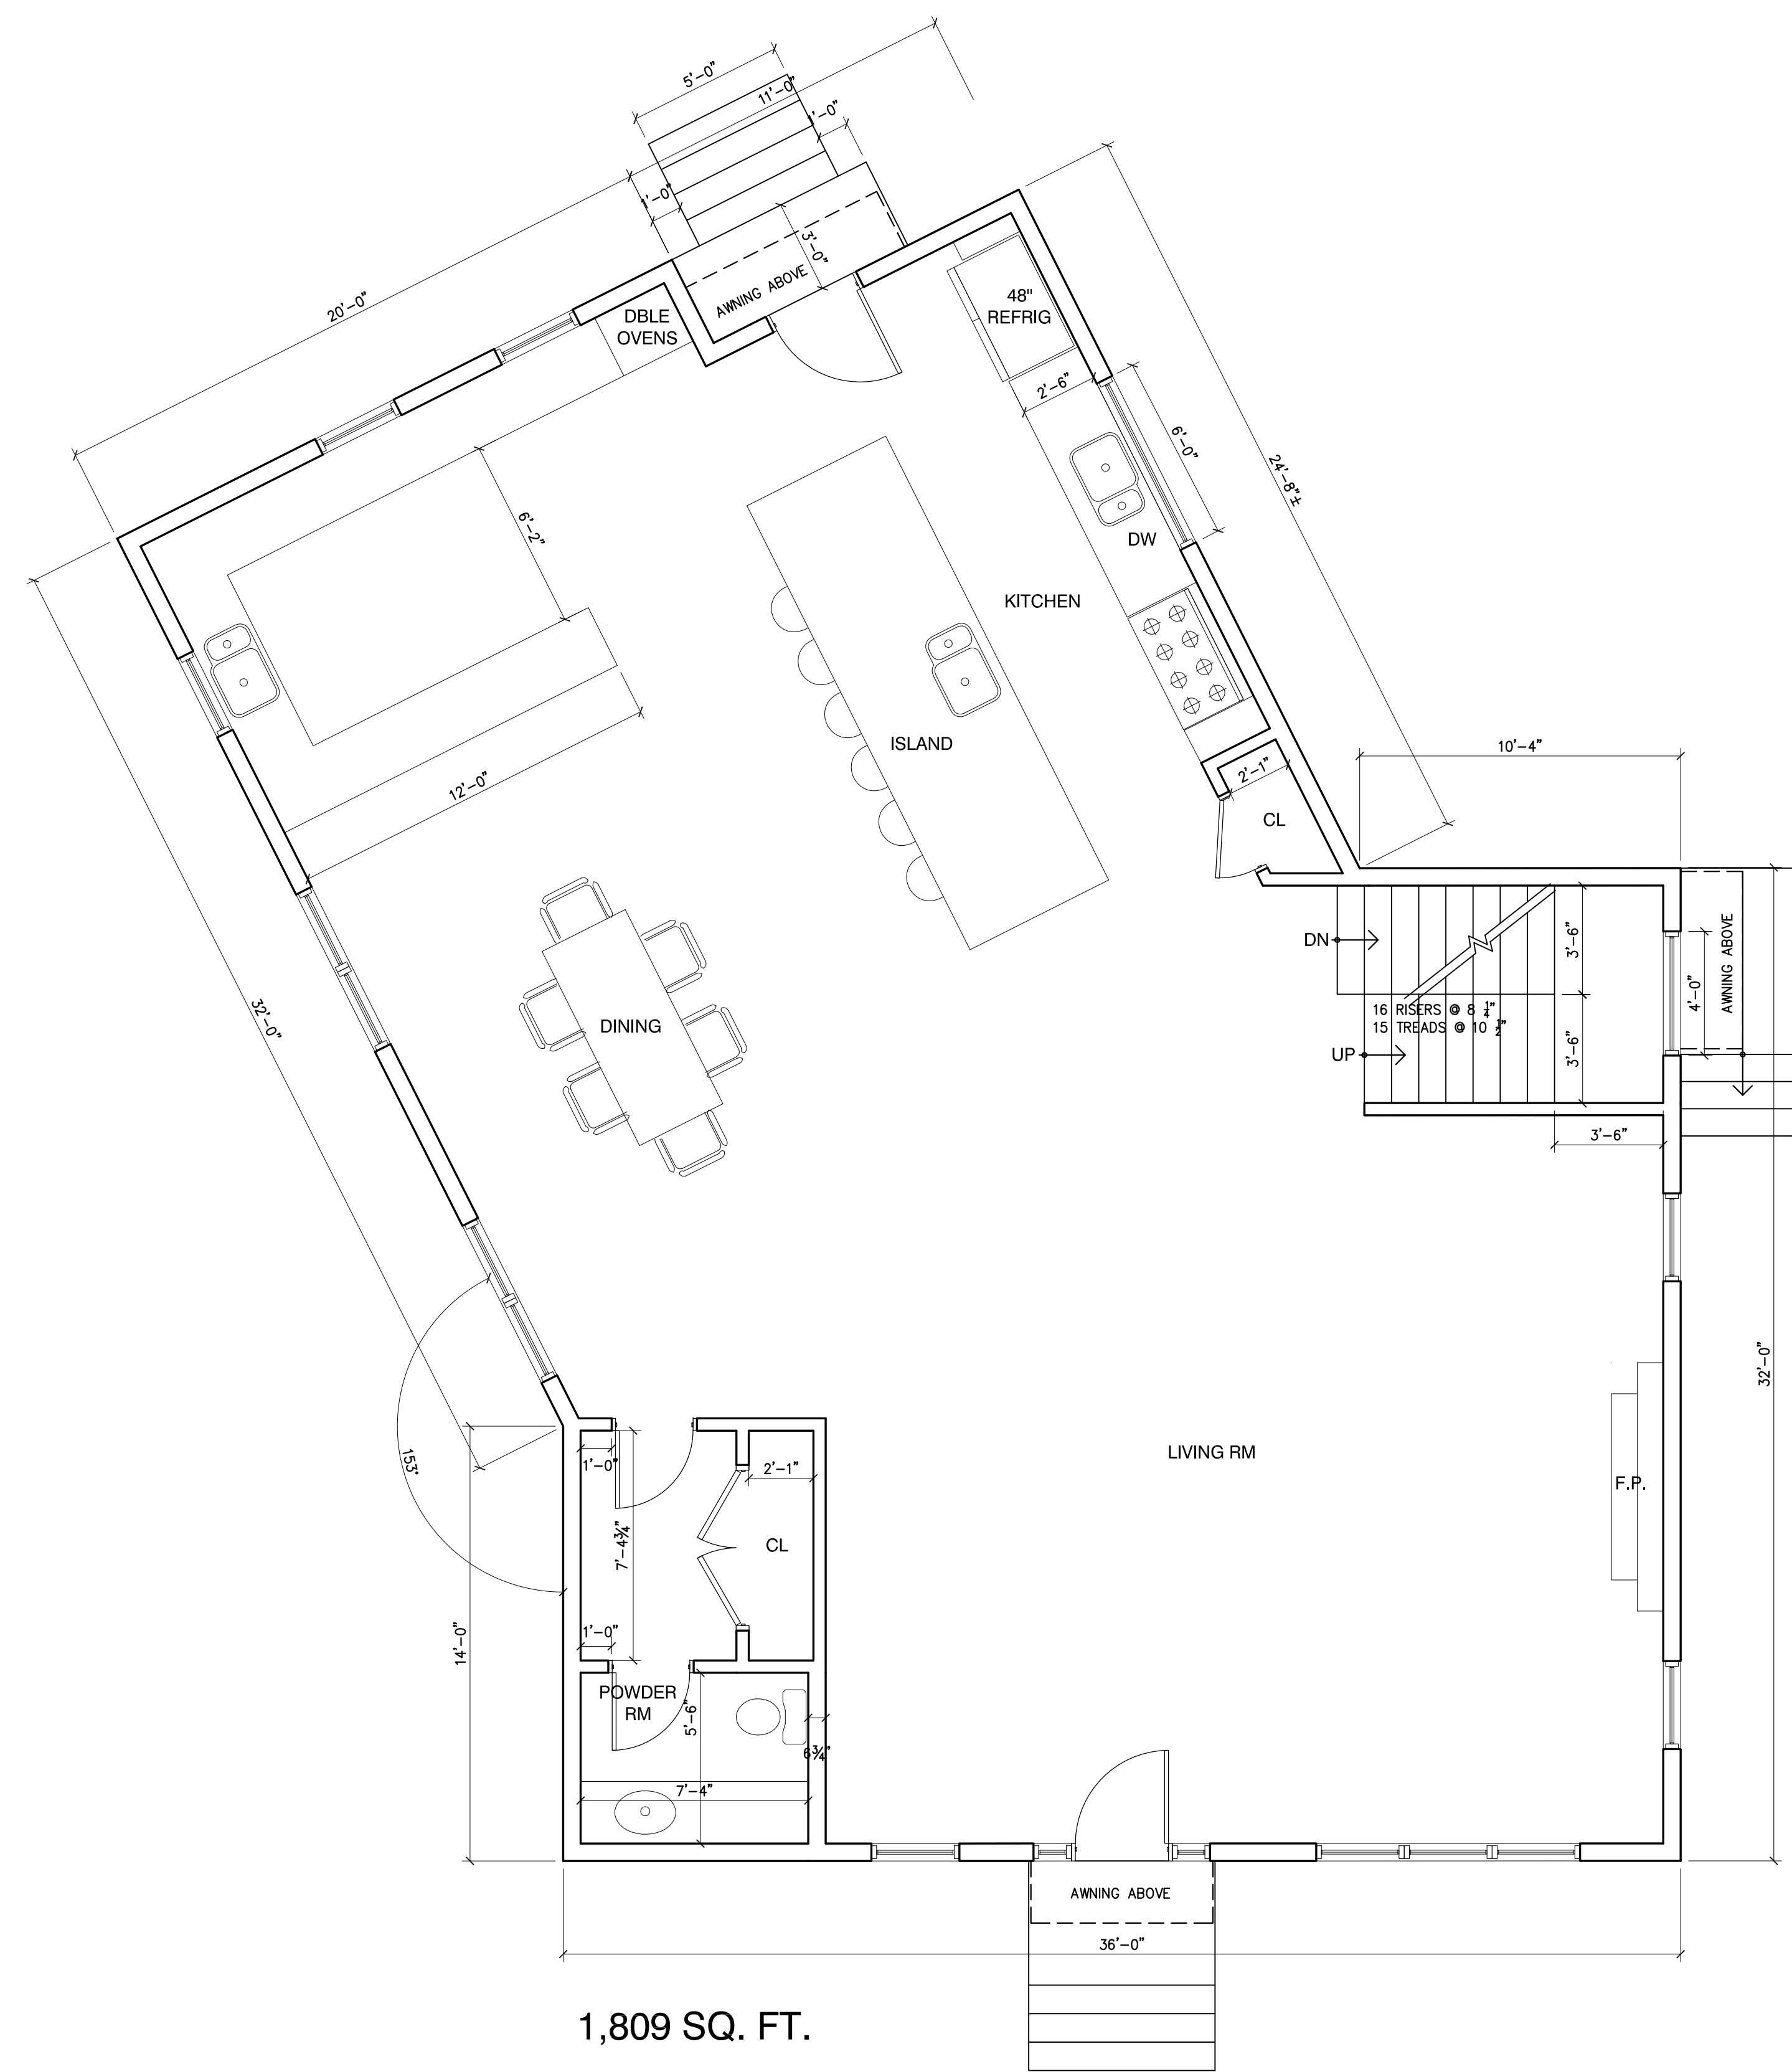 5'-0"
11'-0"
1'-0"
1'-0"
3'-0"
AWNING ABOVE
20'-0"
DBLE
OVENS
48"
REFRIG
2'-6"
6'-0"
24'-8"±
6'-2"
DW
KITCHEN
ISLAND
12'-0"
2'-1"
CL
10'-4"
32'-0"
DINING
DN
3'-6"
4'-0"
AWNING ABOVE
16 RISERS @ 8 1/4"
15 TREADS @ 10 1/2"
UP
3'-6"
3'-6"
32'-0"
153°
1'-0"
2'-1"
LIVING RM
F.P.
7'-4 3/4"
CL
14'-0"
1'-0"
POWDER
RM
5'-6"
6 3/4"
7'-4"
AWNING ABOVE
36'-0"
1,809 SQ. FT.